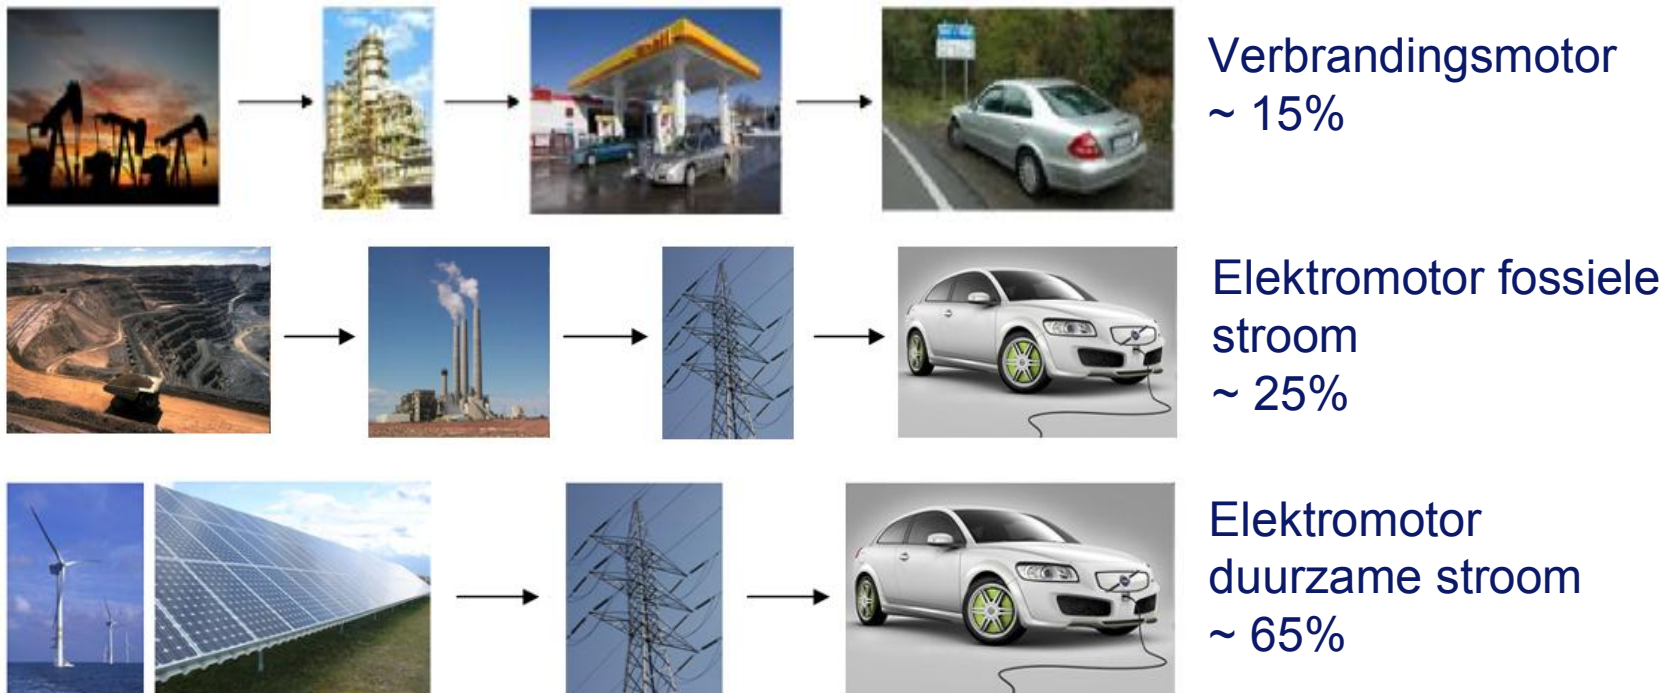 Verbrandingsmotor
~ 15%
Elektromotor fossiele
stroom
~ 25%
Elektromotor
duurzame stroom
~ 65%